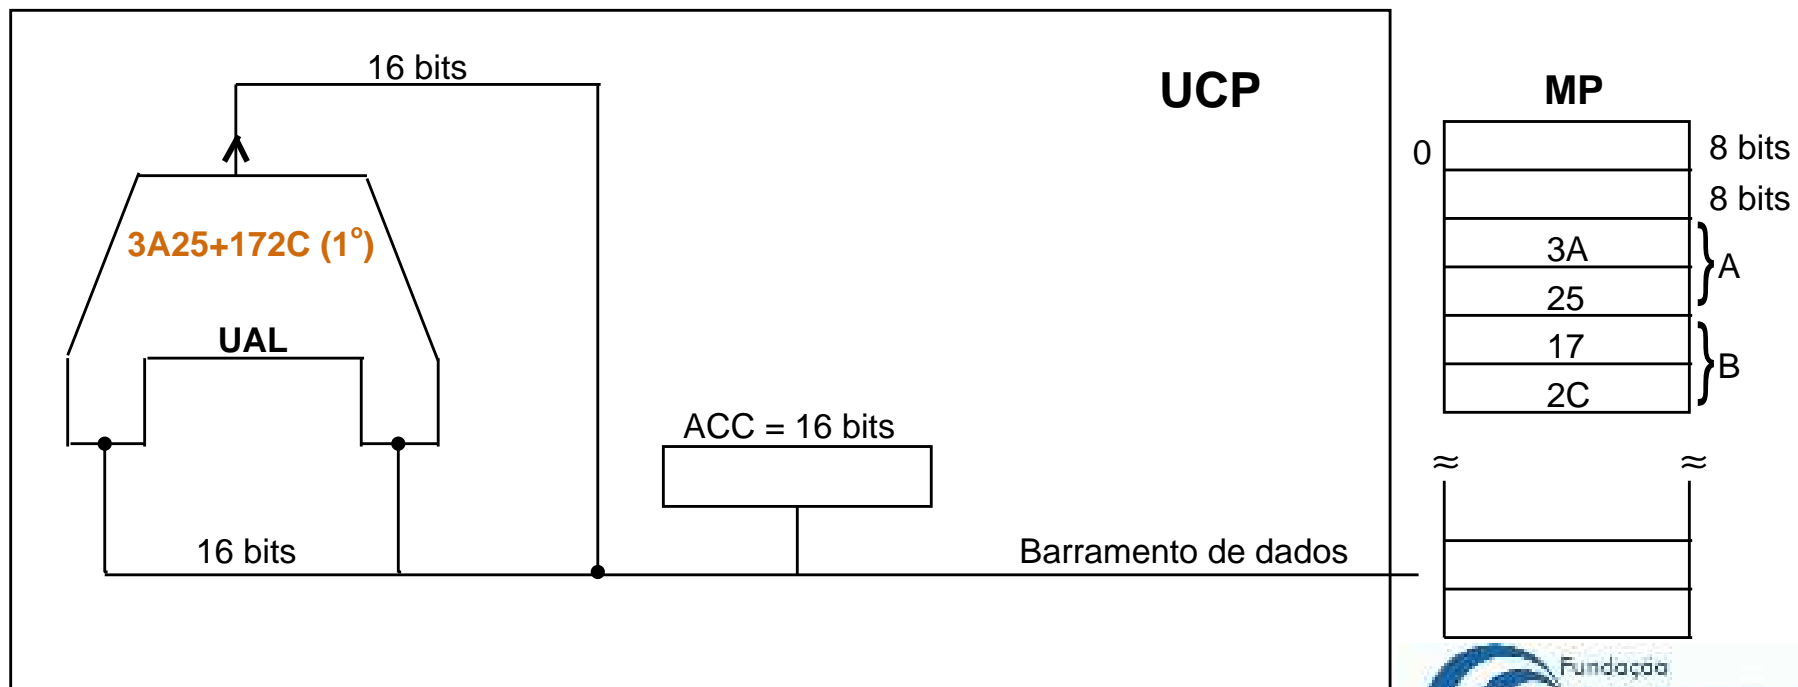 16 bits
UCP
MP
0
8 bits
8 bits
3A25+172C (1º)
3A
25
A
UAL
17
2C
B
ACC = 16 bits
≈ ≈
16 bits
Barramento de dados
Fundação